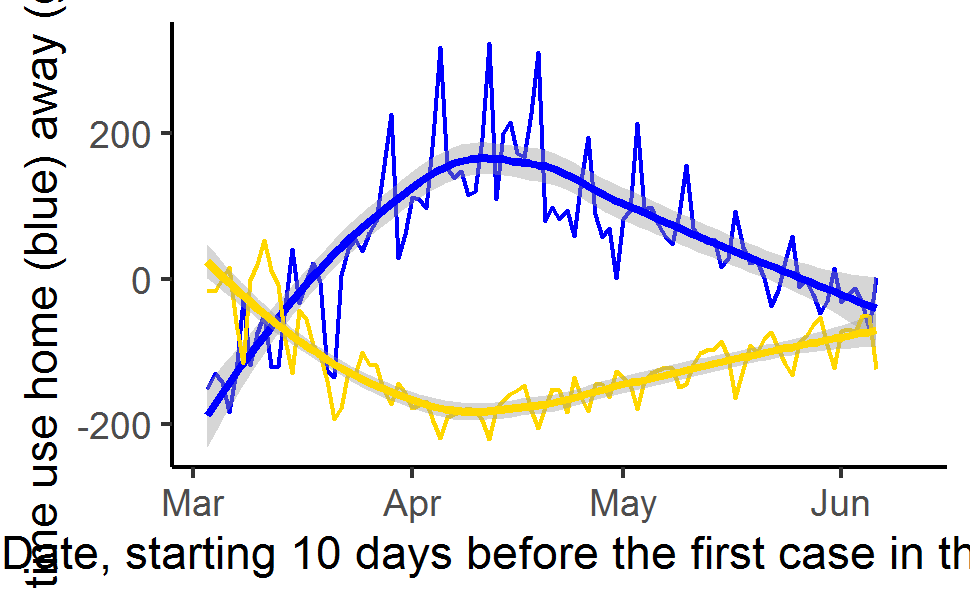 time use home (blue) away (
200
0
-200
Mar Apr May Jun
Date, starting 10 days before the first case in th